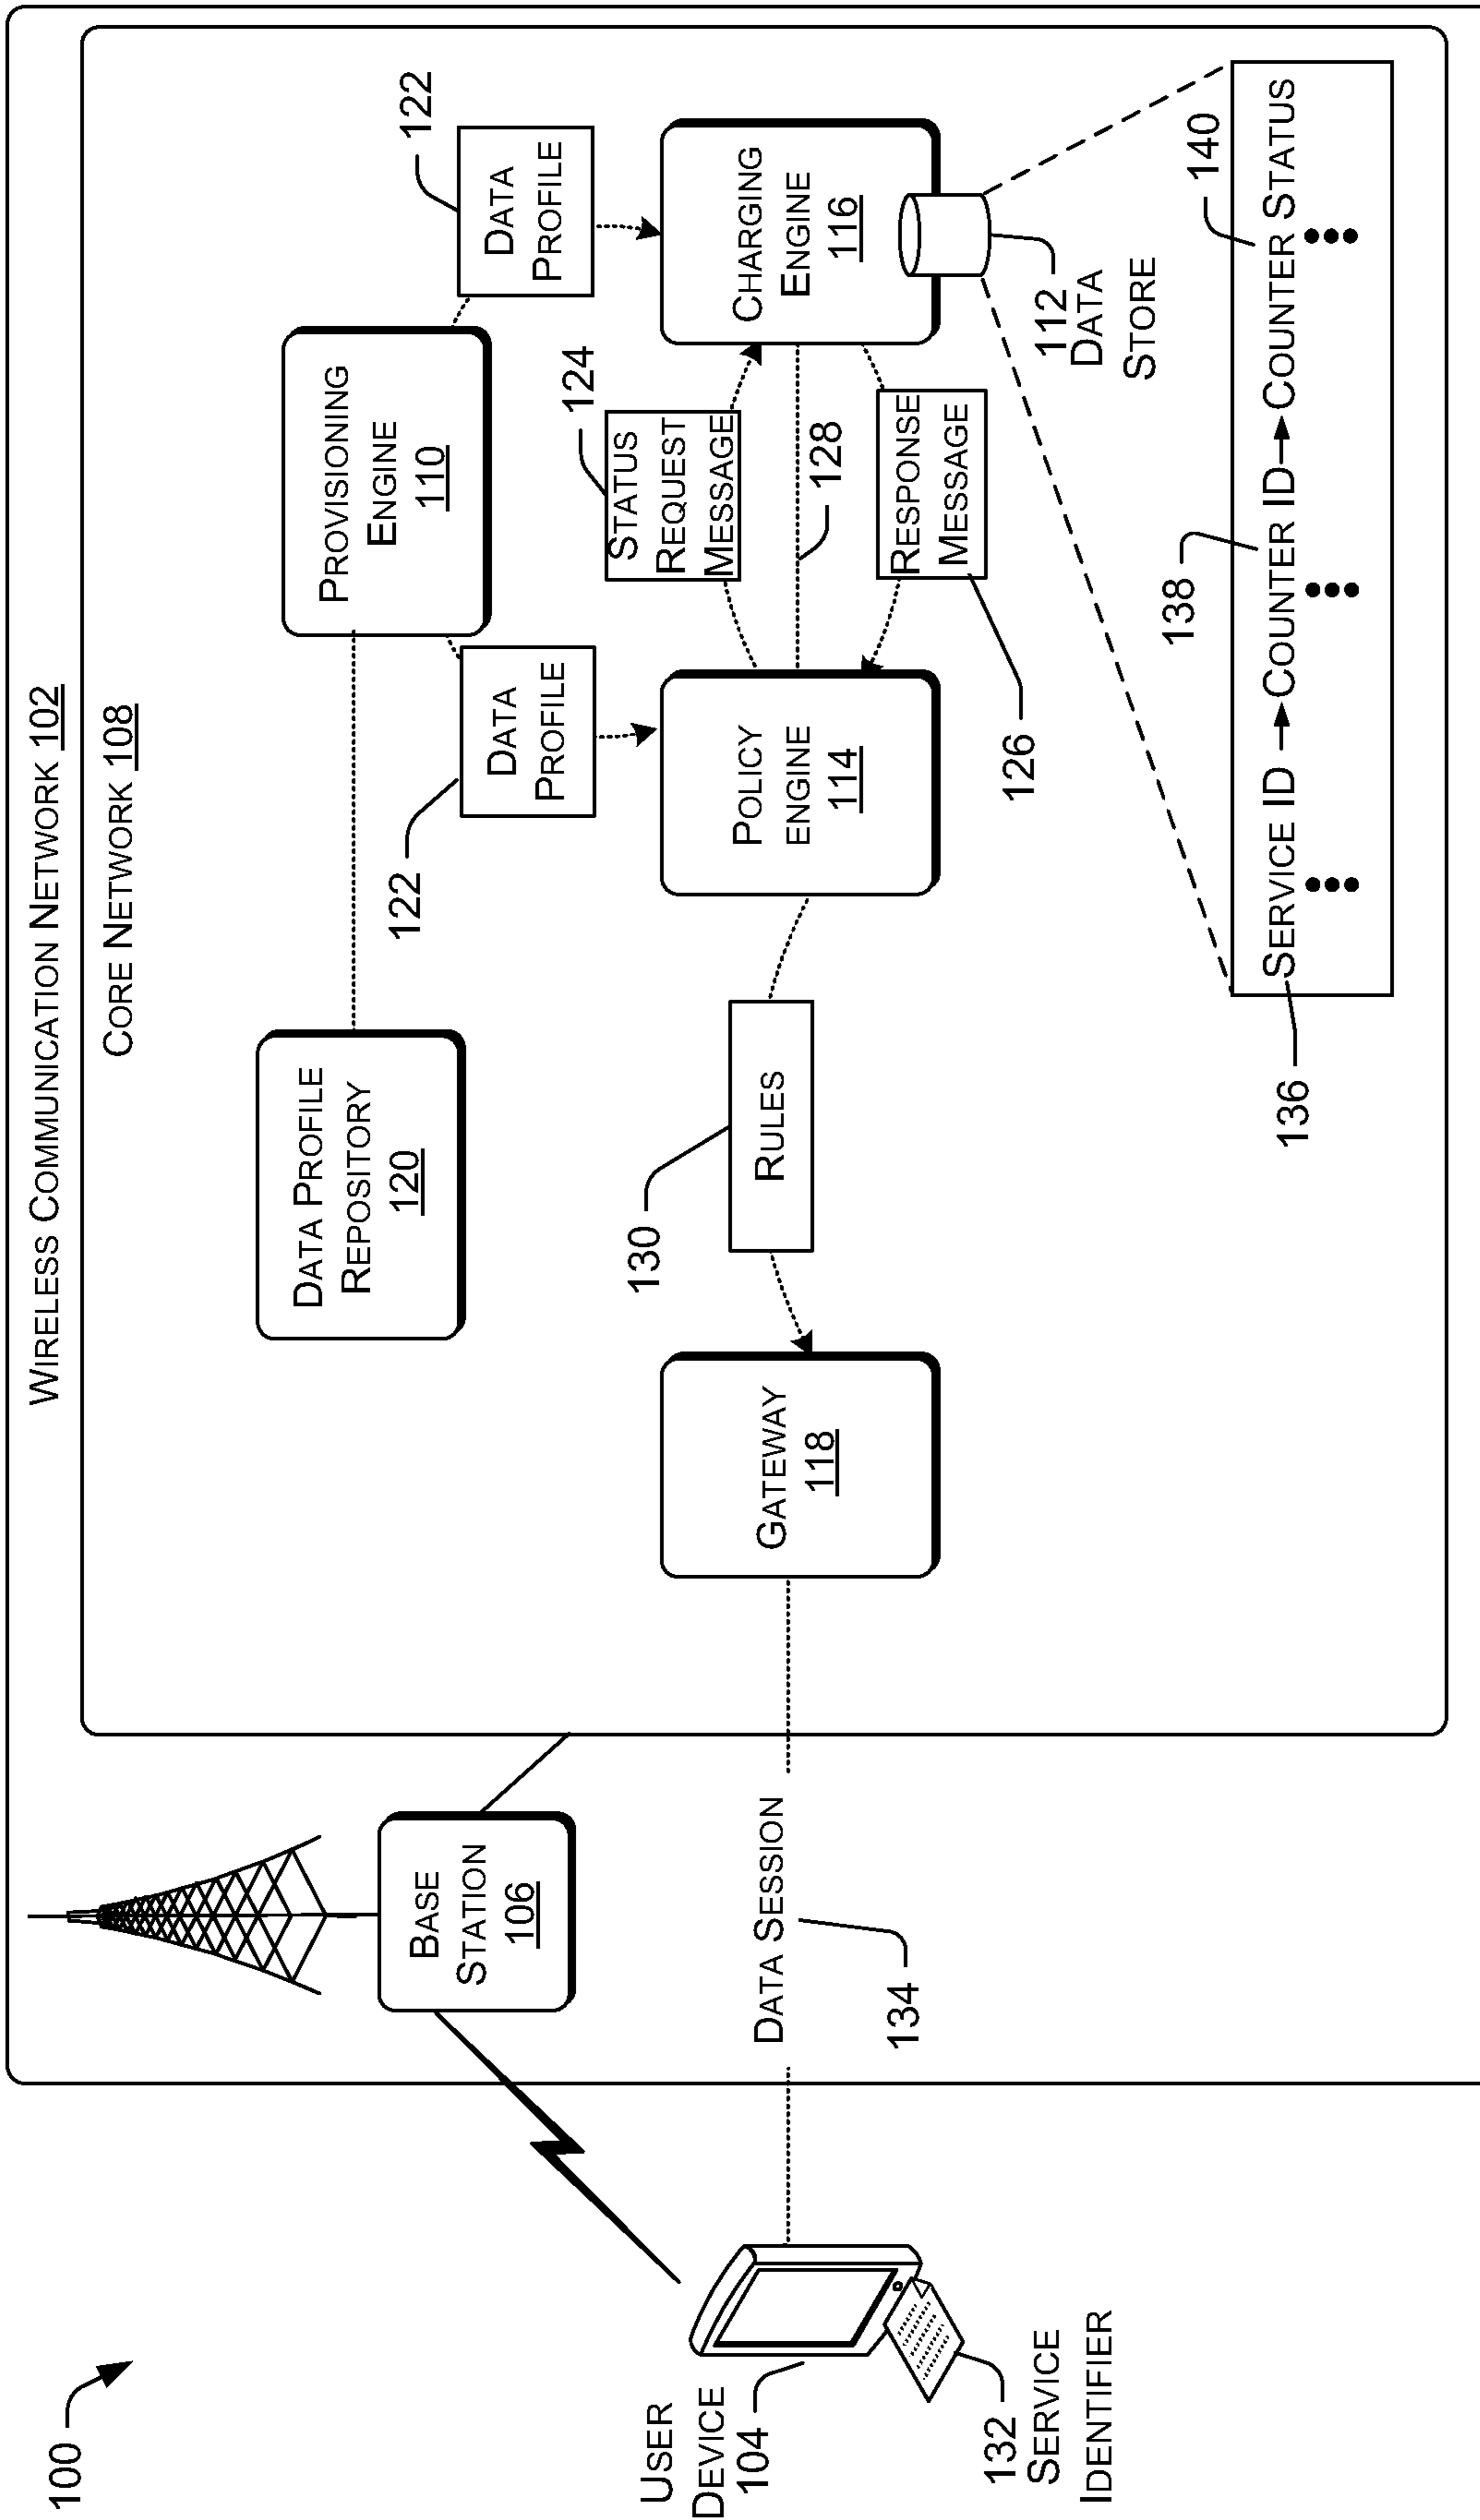 100
WIRELESS COMMUNICATION NETWORK 102
CORE NETWORK 108
DATA PROFILE
REPOSITORY
120
PROVISIONING
ENGINE
110
122
DATA
PROFILE
122
DATA
PROFILE
BASE
STATION
106
124
STATUS
REQUEST
MESSAGE
USER
DEVICE
104
DATA SESSION
134
GATEWAY
118
130
RULES
POLICY
ENGINE
114
128
CHARGING
ENGINE
116
RESPONSE
MESSAGE
126
112
DATA
STORE
132
SERVICE
IDENTIFIER
138
140
SERVICE ID COUNTER ID COUNTER STATUS
136